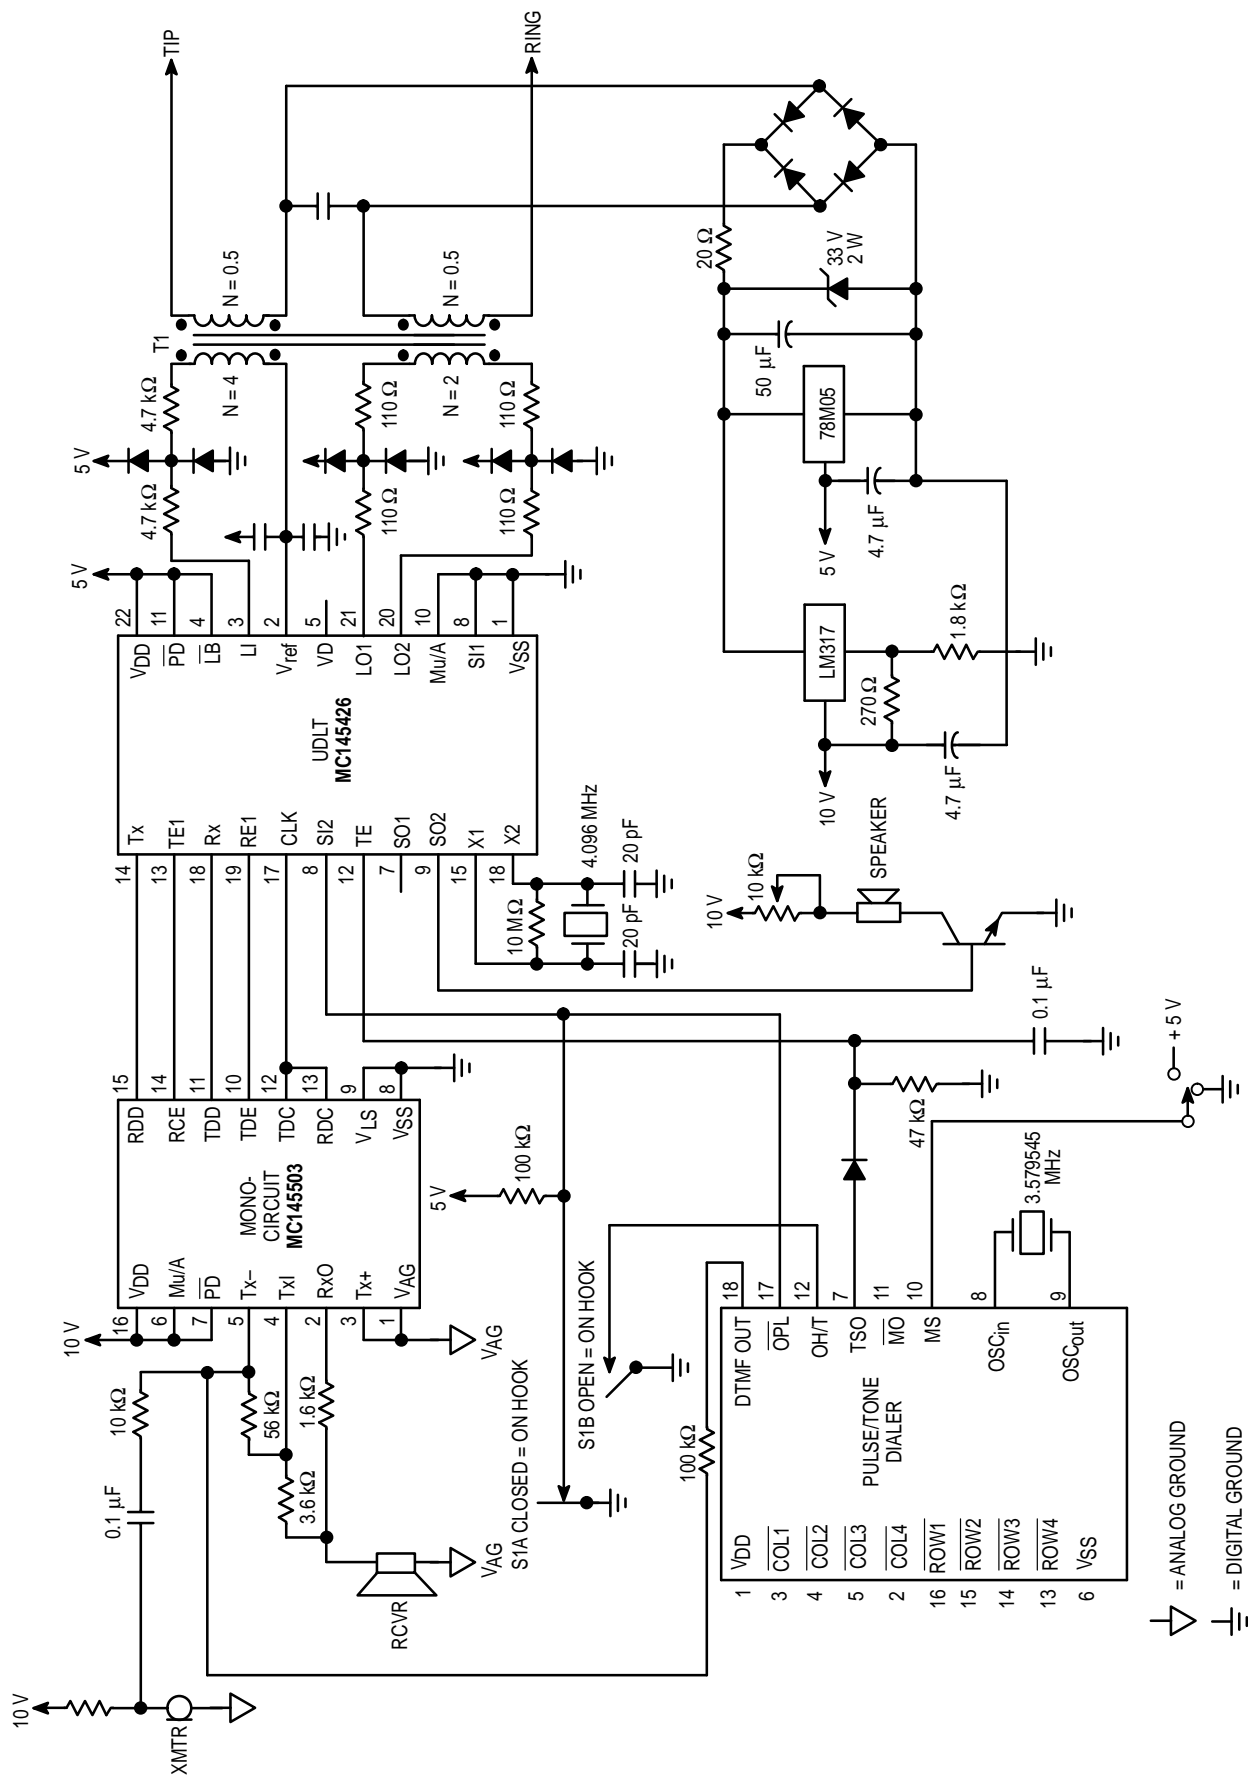 TIP
RING
T1
N = 0.5
N = 0.5
N = 4
N = 2
5 V
4.7 kΩ
4.7 kΩ
110 Ω
110 Ω
110 Ω
110 Ω
5 V
22
11
4
3
2
5
21
20
10
8
1
VDD
PD
LB
LI
Vref
VD
LO1
LO2
Mu/A
SI1
VSS
UDLT
MC145426
Tx
TE1
Rx
RE1
CLK
SI2
TE
SO1
SO2
X1
X2
14
13
18
19
17
8
12
7
9
15
18
10 MΩ
4.096 MHz
20 pF
20 pF
20 Ω
33 V
2 W
50 µF
78M05
5 V
4.7 µF
LM317
270 Ω
1.8 kΩ
10 V
4.7 µF
10 V
10 kΩ
SPEAKER
0.1 µF
47 kΩ
+ 5 V
15
14
11
10
12
13
9
8
RDD
RCE
TDD
TDE
TDC
RDC
VLS
VSS
MONO-
CIRCUIT
MC145503
VDD
Mu/A
PD
Tx–
TxI
RxO
Tx+
VAG
16
6
7
5
4
2
3
1
10 V
VAG
5 V
100 kΩ
10 kΩ
0.1 µF
56 kΩ
3.6 kΩ
1.6 kΩ
RCVR
VAG
10 V
XMTR
S1A CLOSED = ON HOOK
S1B OPEN = ON HOOK
100 kΩ
3.579545
MHz
18
17
12
7
11
10
8
9
DTMF OUT
OPL
OH/T
TSO
MO
MS
OSCin
OSCout
PULSE/TONE
DIALER
VDD
COL1
COL2
COL3
COL4
ROW1
ROW2
ROW3
ROW4
VSS
1
3
4
5
2
16
15
14
13
6
= ANALOG GROUND
= DIGITAL GROUND